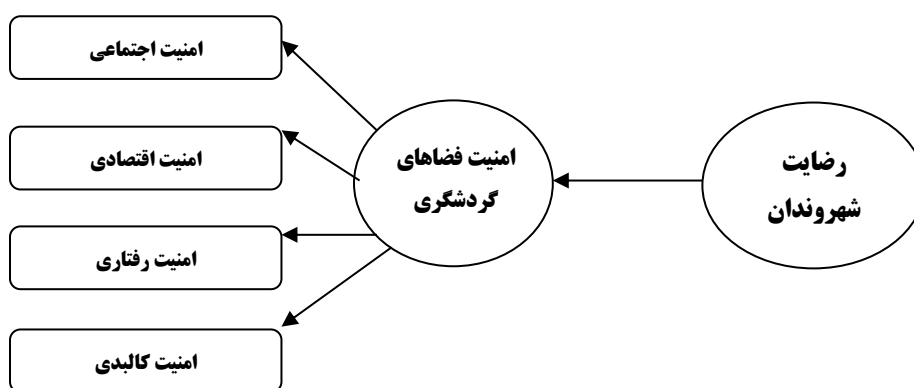 رضایت
شهروندان
امنیت فضاهای
گردشگری
امنیت اجتماعی
امنیت اقتصادی
امنیت رفتاری
امنیت کالبدی